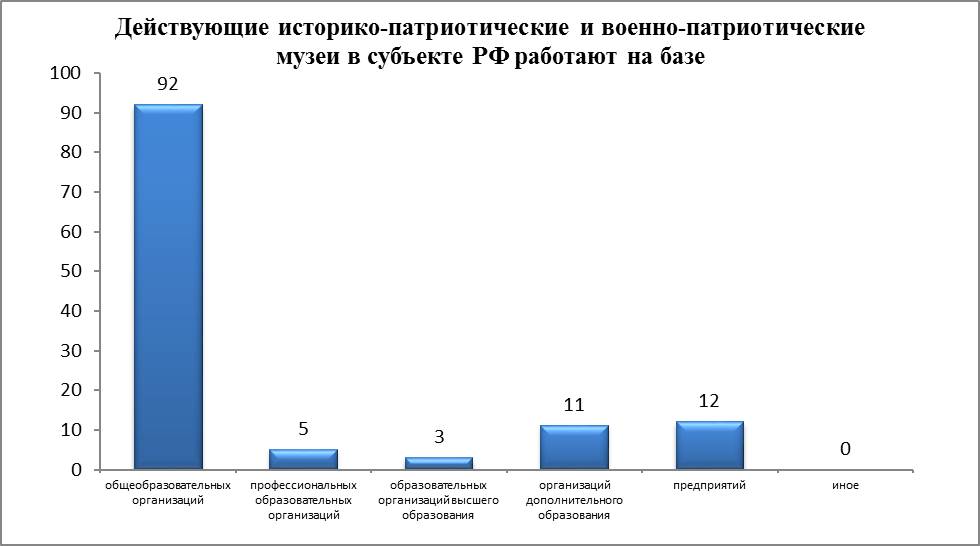 Действующие историко-патриотические и военно-патриотические
музеи в субъекте РФ работают на базе
100
90
80
70
60
50
40
30
20
10
0
92
5
3
11
12
0
общеобразовательных
организаций
профессиональных
образовательных
организаций
образовательных
организаций высшего
образования
организаций
дополнительного
образования
предприятий
иное